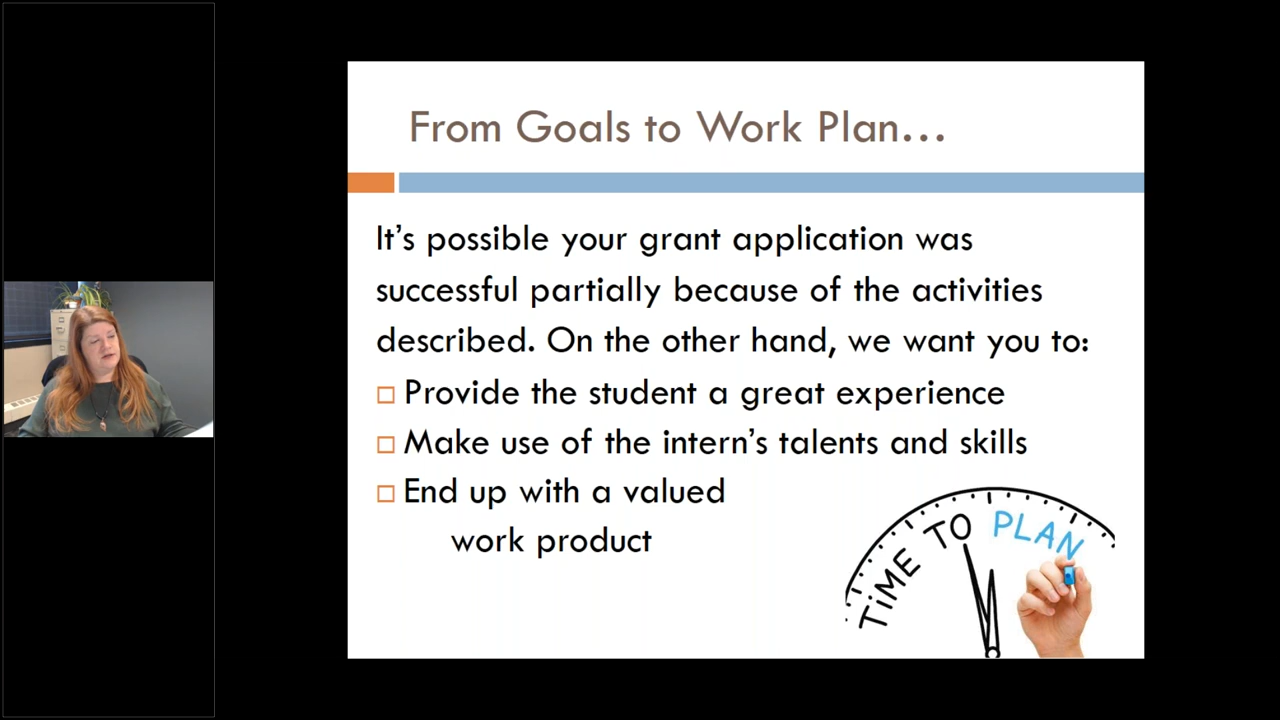 From Goals to Work Plan...
It's possible your grant application was
successful partially because of the activities
described. On the other hand, we want you to:
Provide the student a great experience
Make use of the intern's talents and skills
End up with a valued
work product
TiME TO PLAN